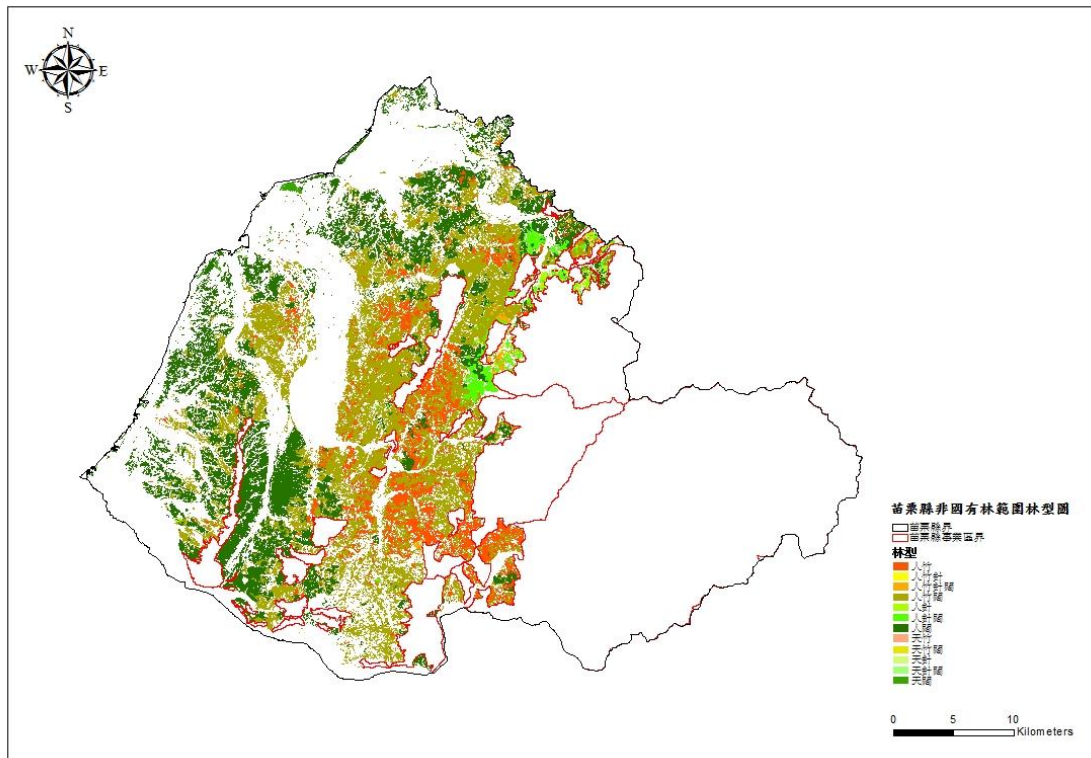 N
W E
S
苗栗縣非國有林範圍林型圖
苗栗縣界
苗栗縣事業區界
林型
人竹
人竹針
人竹針闊
人竹闊
人針
人針闊
人闊
天竹
天竹闊
天針
天針闊
天闊
0 5 10
Kilometers